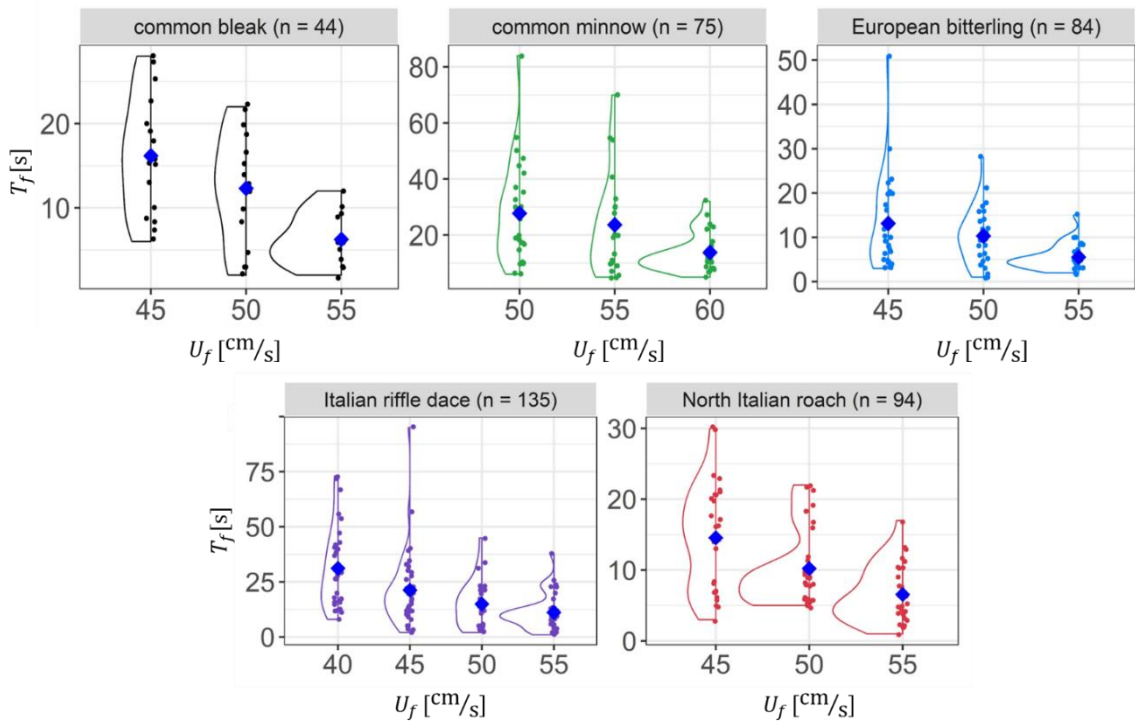 common bleak (n = 44)
common minnow (n = 75)
European bitterling (n = 84)
T_f [s]
20
10
80
60
40
20
50
40
30
20
10
0
45 50 55
50 55 60
45 50 55
U_f [cm/s]
U_f [cm/s]
U_f [cm/s]
Italian riffle dace (n = 135)
North Italian roach (n = 94)
T_f [s]
75
50
25
0
30
20
10
0
40 45 50 55
45 50 55
U_f [cm/s]
U_f [cm/s]